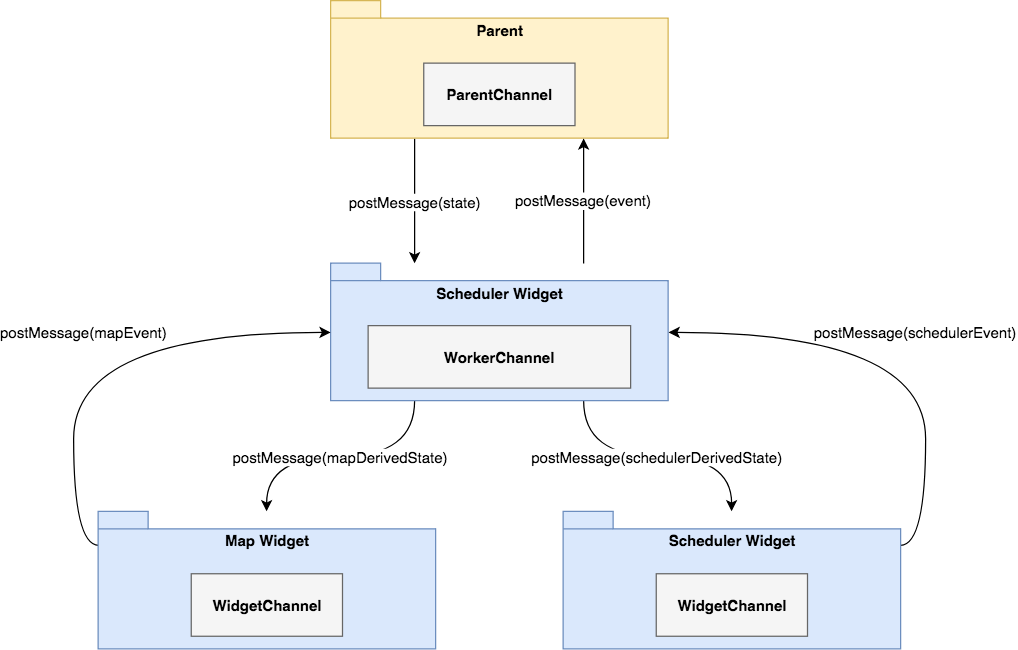 Parent
ParentChannel
postMessage(state)
postMessage(event)
Scheduler Widget
WorkerChannel
postMessage(mapEvent)
postMessage(schedulerEvent)
postMessage(mapDerivedState)
postMessage(schedulerDerivedState)
Map Widget
WidgetChannel
Scheduler Widget
WidgetChannel